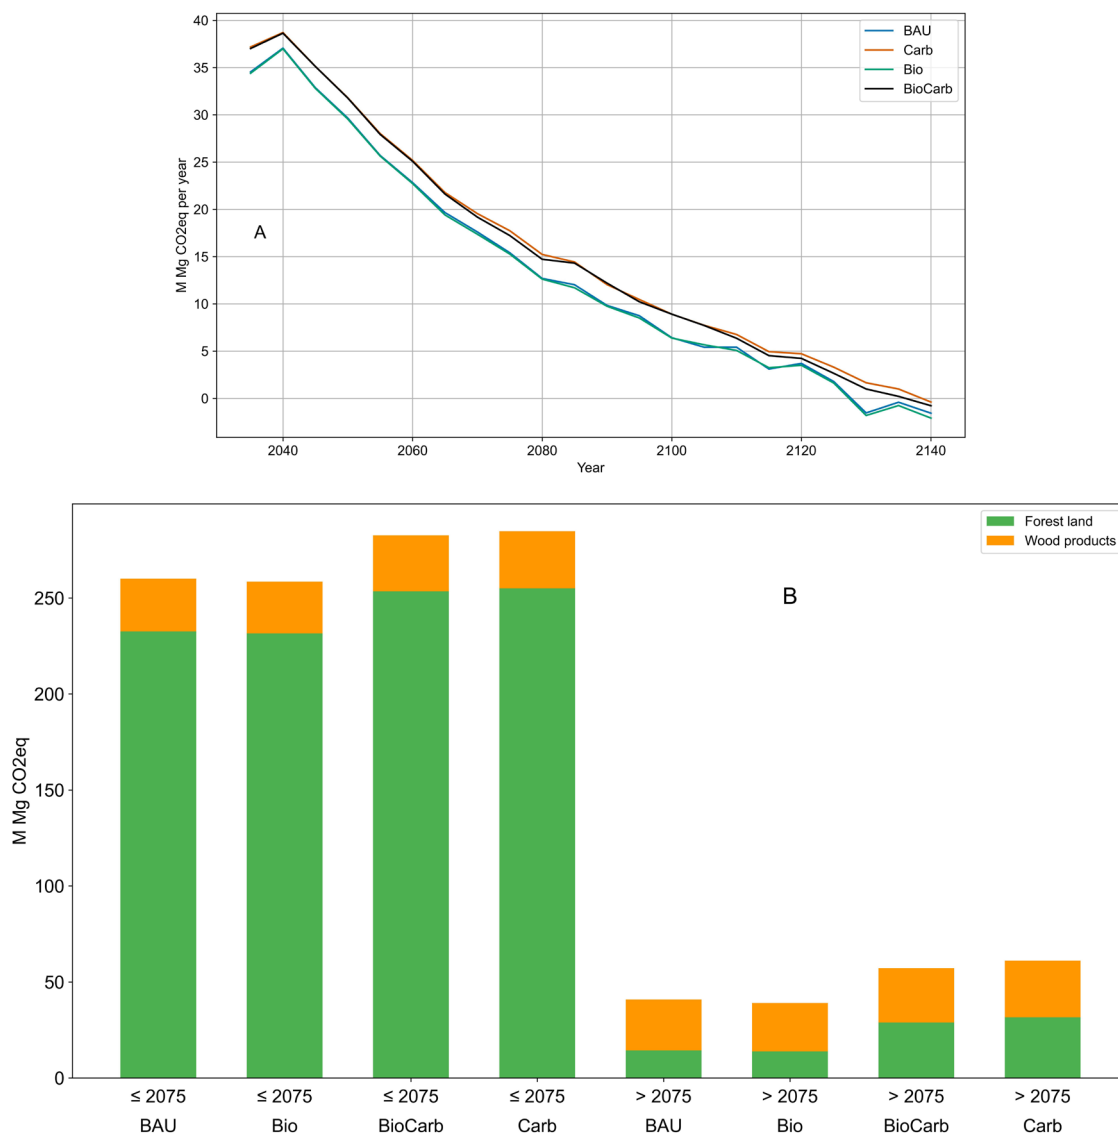 40
35
30
25
20
15
10
5
0
M Mg CO2eq per year
A
BAU
Carb
Bio
BioCarb
2040 2060 2080 2100 2120 2140
Year
250
200
150
100
50
0
M Mg CO2eq
B
Forest land
Wood products
≤ 2075 ≤ 2075 ≤ 2075 ≤ 2075 > 2075 > 2075 > 2075 > 2075
BAU Bio BioCarb Carb BAU Bio BioCarb Carb